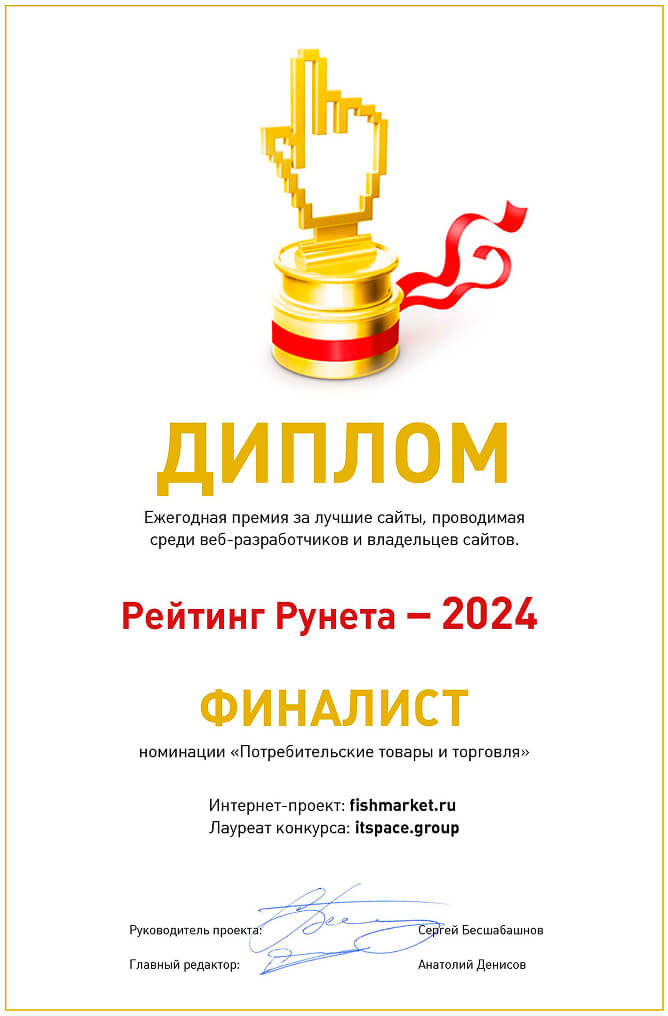 ДИПЛОМ
Ежегодная премия за лучшие сайты, проводимая
среди веб-разработчиков и владельцев сайтов.
Рейтинг Рунета – 2024
ФИНАЛИСТ
номинации «Потребительские товары и торговля»
Интернет-проект: fishmarket.ru
Лауреат конкурса: itspace.group
Руководитель проекта: Сергей Бесшабашнов
Главный редактор: Анатолий Денисов